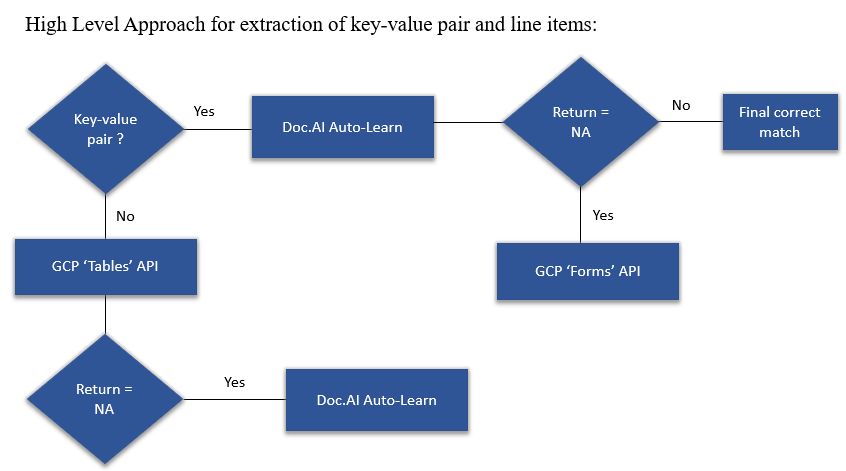 High Level Approach for extraction of key-value pair and line items:
Key-value
pair ?
Yes
Doc.AI Auto-Learn
Return =
NA
No
Final correct
match
No
Yes
GCP ‘Tables’ API
GCP ‘Forms’ API
Return =
NA
Yes
Doc.AI Auto-Learn